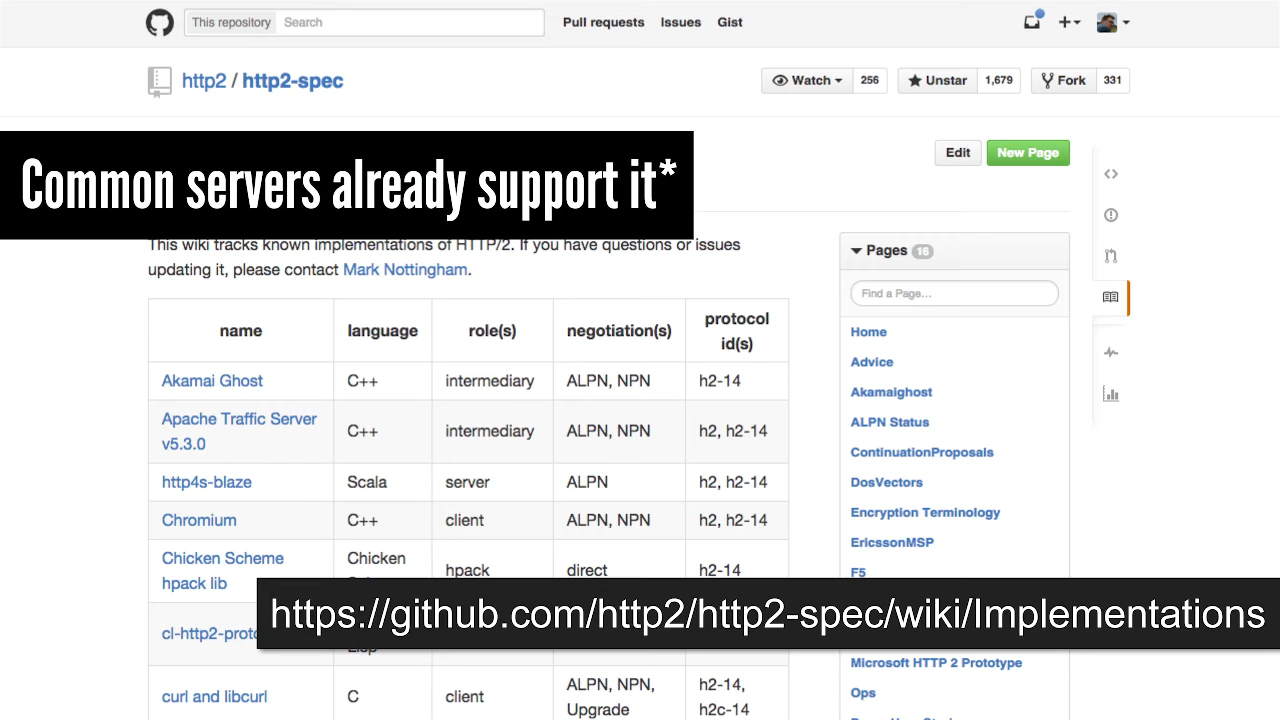 This repository Search Pull requests Issues Gist
http2 / http2-spec
Watch 256 Unstar 1,679 Fork 331
Edit New Page
Common servers already support it*
This wiki tracks known implementations of HTTP/2. If you have questions or issues
updating it, please contact Mark Nottingham.
name language role(s) negotiation(s) protocol id(s)
Akamai Ghost C++ intermediary ALPN, NPN h2-14
Apache Traffic Server v5.3.0 C++ intermediary ALPN, NPN h2, h2-14
http4s-blaze Scala server ALPN h2, h2-14
Chromium C++ client ALPN, NPN h2, h2-14
Chicken Scheme hpack lib Chicken hpack direct h2-14
cl-http2-proto
curl and libcurl C client ALPN, NPN, Upgrade h2-14, h2c-14
Pages 16
Find a Page...
Home
Advice
Akamaighost
ALPN Status
ContinuationProposals
DosVectors
Encryption Terminology
EricssonMSP
F5
https://github.com/http2/http2-spec/wiki/Implementations
Microsoft HTTP 2 Prototype
Ops